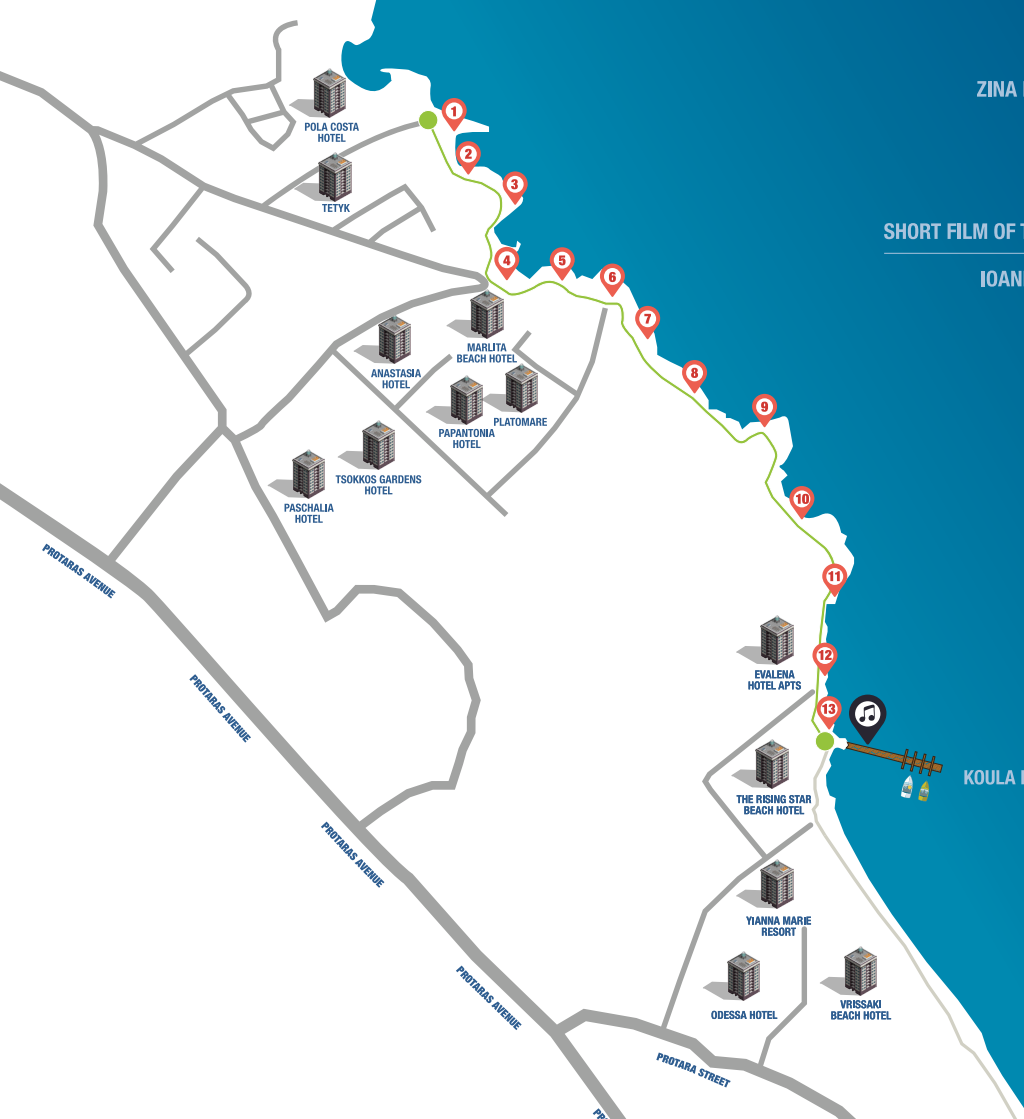 ZINA
SHORT FILM OF
POLA COSTA
HOTEL
TETYK
1
2
3
4
5
6
7
8
9
10
11
12
13
MARLITA
BEACH HOTEL
ANASTASIA
HOTEL
PAPANTONIA
HOTEL
PLATOMARE
TSOKKOS GARDENS
HOTEL
PASCHALIA
HOTEL
PROTARAS AVENUE
PROTARAS AVENUE
PROTARAS AVENUE
PROTARAS AVENUE
EVALENA
HOTEL APTS
THE RISING STAR
BEACH HOTEL
KOULA
YIANNA MARIE
RESORT
ODESSA HOTEL
VRISSAKI
BEACH HOTEL
PROTARA STREET